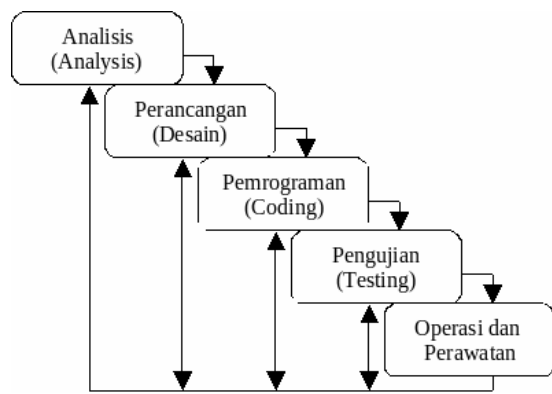 Analisis
(Analysis)
Perancangan
(Desain)
Pemrograman
(Coding)
Pengujian
(Testing)
Operasi dan
Perawatan